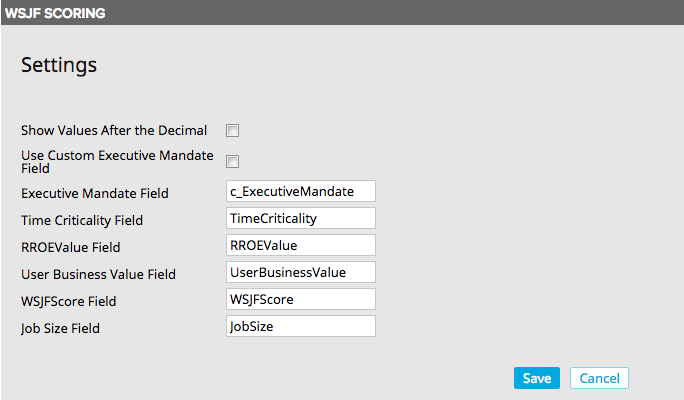 WSJF SCORING
Settings
Show Values After the Decimal
Use Custom Executive Mandate
Field
Executive Mandate Field c_ExecutiveMandate
Time Criticality Field TimeCriticality
RROEValue Field RROEValue
User Business Value Field UserBusinessValue
WSJFScore Field WSJFScore
Job Size Field JobSize
Save Cancel